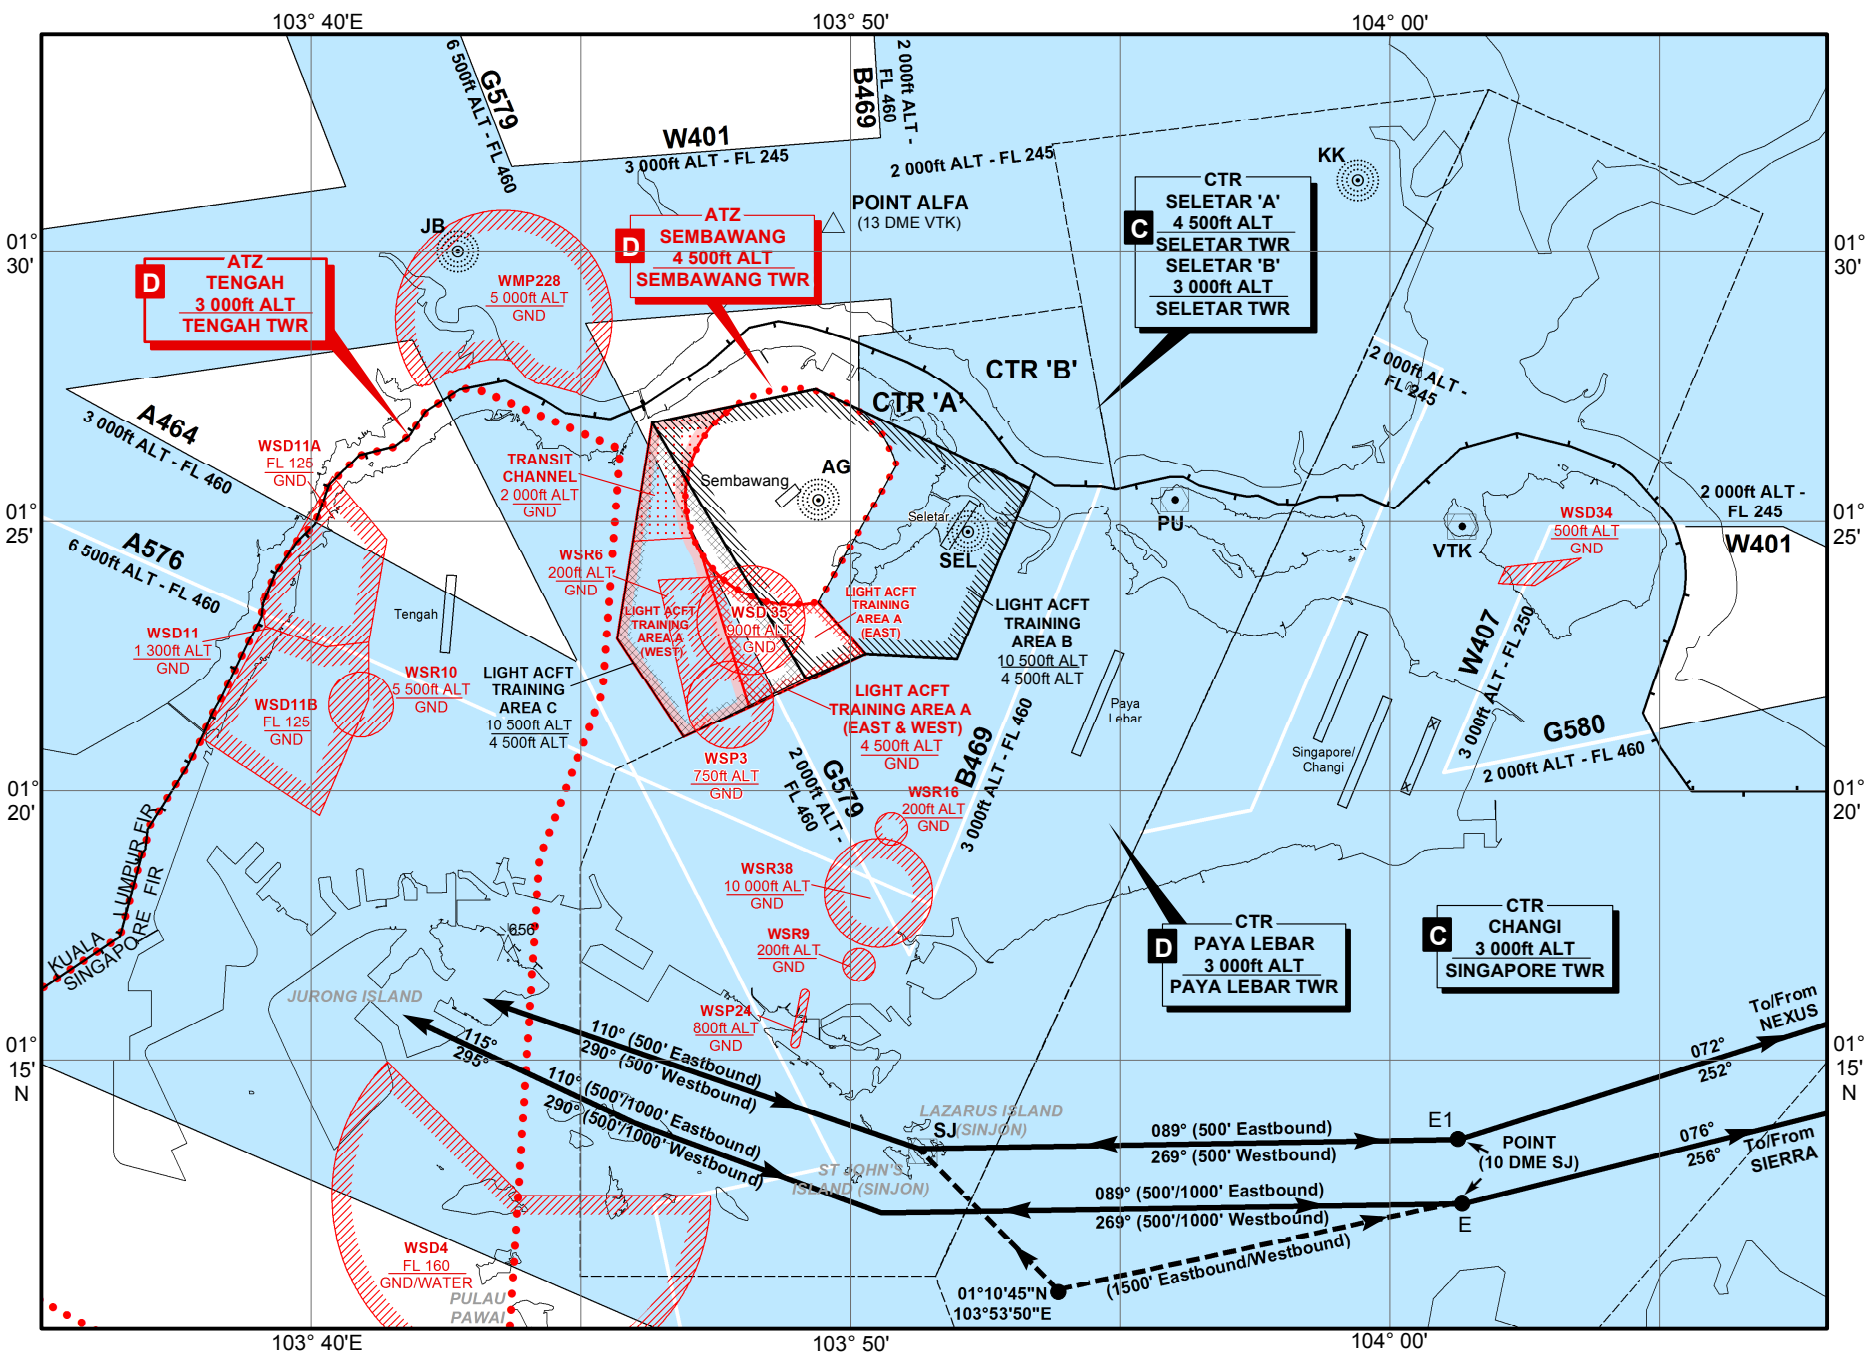 103° 40'E
103° 50'
104° 00'
6 500ft ALT - FL 460
G579
B469
2 000ft ALT -
FL 460
W401
3 000ft ALT - FL 245
2 000ft ALT - FL 245
KK
POINT ALFA
(13 DME VTK)
CTR
SELETAR 'A'
4 500ft ALT
SELETAR TWR
SELETAR 'B'
3 000ft ALT
SELETAR TWR
C
ATZ
SEMBAWANG
4 500ft ALT
SEMBAWANG TWR
D
JB
01°
30'
01°
30'
ATZ
TENGAH
3 000ft ALT
TENGAH TWR
D
WMP228
5 000ft ALT
GND
CTR 'B'
CTR 'A'
2 000ft ALT -
FL 245
A464
3 000ft ALT - FL 460
WSD11A
FL 125
GND
TRANSIT
CHANNEL
2 000ft ALT
GND
Sembawang
AG
Seletar
SEL
PU
VTK
WSD34
500ft ALT
GND
2 000ft ALT -
FL 245
W401
01°
25'
01°
25'
A576
6 500ft ALT - FL 460
WSR6
200ft ALT
GND
Tengah
LIGHT ACFT
TRAINING
AREA A
(WEST)
WSD 35
900ft ALT
GND
LIGHT ACFT
TRAINING
AREA A
(EAST)
LIGHT ACFT
TRAINING
AREA B
10 500ft ALT
4 500ft ALT
WSD11
1 300ft ALT
GND
WSR10
5 500ft ALT
GND
WSD11B
FL 125
GND
LIGHT ACFT
TRAINING
AREA C
10 500ft ALT
4 500ft ALT
LIGHT ACFT
TRAINING AREA A
(EAST & WEST)
4 500ft ALT
GND
Paya
Lebar
W407
3 000ft ALT - FL 250
G580
2 000ft ALT - FL 460
Singapore/
Changi
WSP3
750ft ALT
GND
G579
2 000ft ALT -
FL 460
B469
3 000ft ALT - FL 460
WSR16
200ft ALT
GND
01°
20'
01°
20'
KUALA LUMPUR FIR
SINGAPORE FIR
WSR38
10 000ft ALT
GND
WSR9
200ft ALT
GND
CTR
PAYA LEBAR
3 000ft ALT
PAYA LEBAR TWR
D
CTR
CHANGI
3 000ft ALT
SINGAPORE TWR
C
656
JURONG ISLAND
WSP24
800ft ALT
GND
01°
15'
N
01°
15'
N
115°
295°
110° (500' Eastbound)
290° (500' Westbound)
110° (500'/1000' Eastbound)
290° (500'/1000' Westbound)
LAZARUS ISLAND
(SINJON)
SJ
ST JOHN'S
ISLAND (SINJON)
089° (500' Eastbound)
269° (500' Westbound)
E1
POINT
(10 DME SJ)
072°
252°
To/From
NEXUS
076°
256°
To/From
SIERRA
089° (500'/1000' Eastbound)
269° (500'/1000' Westbound)
E
(1500' Eastbound/Westbound)
01°10'45"N
103°53'50"E
WSD4
FL 160
GND/WATER
PULAU
PAWAI
103° 40'E
103° 50'
104° 00'